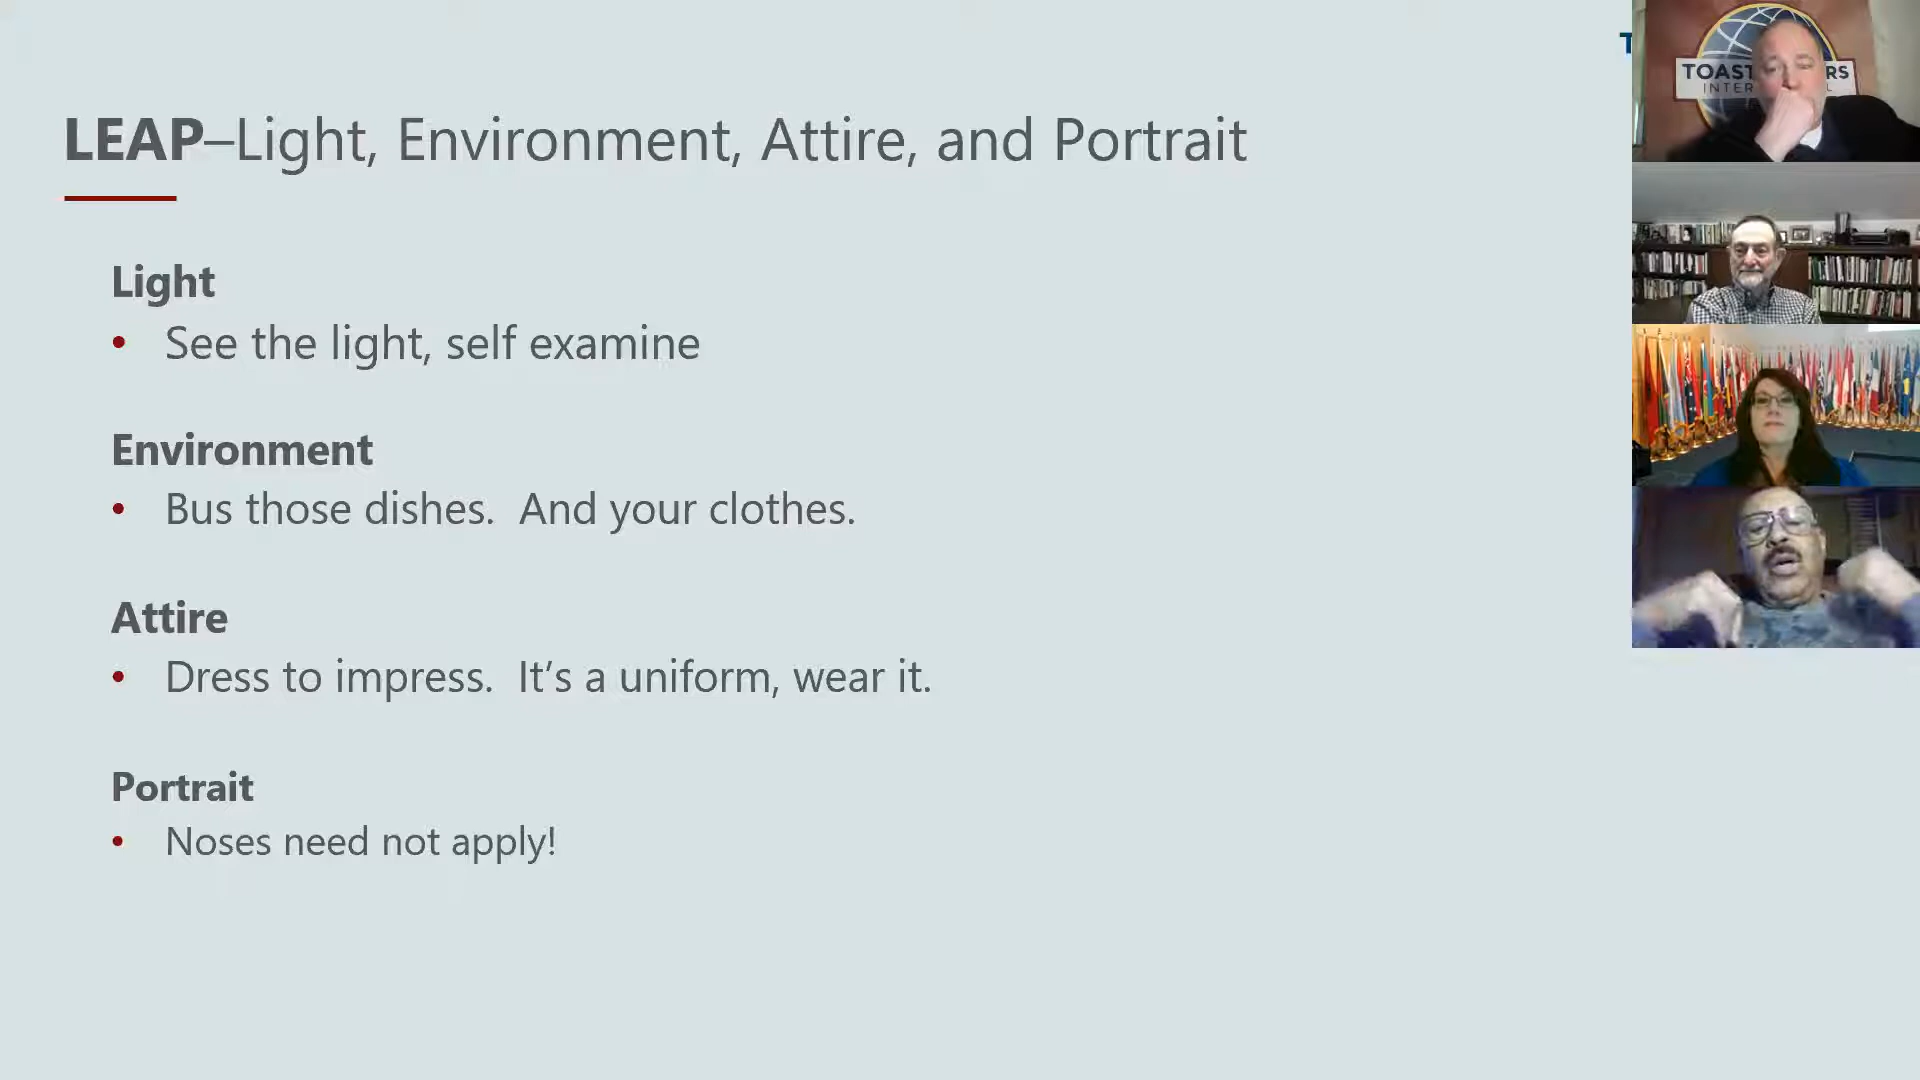 LEAP–Light, Environment, Attire, and Portrait
Light
• See the light, self examine
Environment
• Bus those dishes.  And your clothes.
Attire
• Dress to impress.  It’s a uniform, wear it.
Portrait
• Noses need not apply!